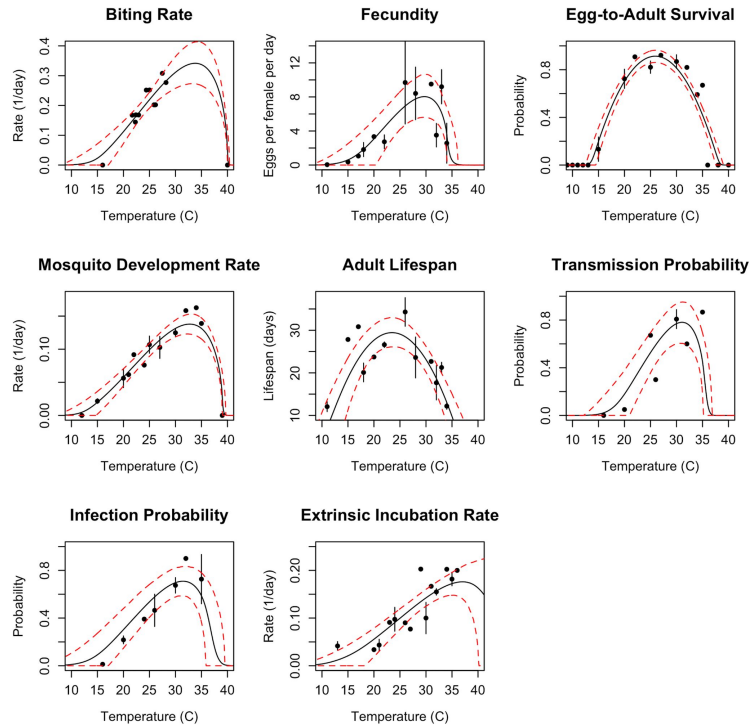 Biting Rate
Rate (1/day)
0.0 0.1 0.2 0.3 0.4
10 15 20 25 30 35 40
Temperature (C)
Fecundity
Eggs per female per day
0 4 8 12
10 15 20 25 30 35 40
Temperature (C)
Egg-to-Adult Survival
Probability
0.0 0.4 0.8
10 15 20 25 30 35 40
Temperature (C)
Mosquito Development Rate
Rate (1/day)
0.00 0.10
10 15 20 25 30 35 40
Temperature (C)
Adult Lifespan
Lifespan (days)
10 20 30
10 15 20 25 30 35 40
Temperature (C)
Transmission Probability
Probability
0.0 0.4 0.8
10 15 20 25 30 35 40
Temperature (C)
Infection Probability
Probability
0.0 0.4 0.8
10 15 20 25 30 35 40
Temperature (C)
Extrinsic Incubation Rate
Rate (1/day)
0.00 0.10 0.20
10 15 20 25 30 35 40
Temperature (C)